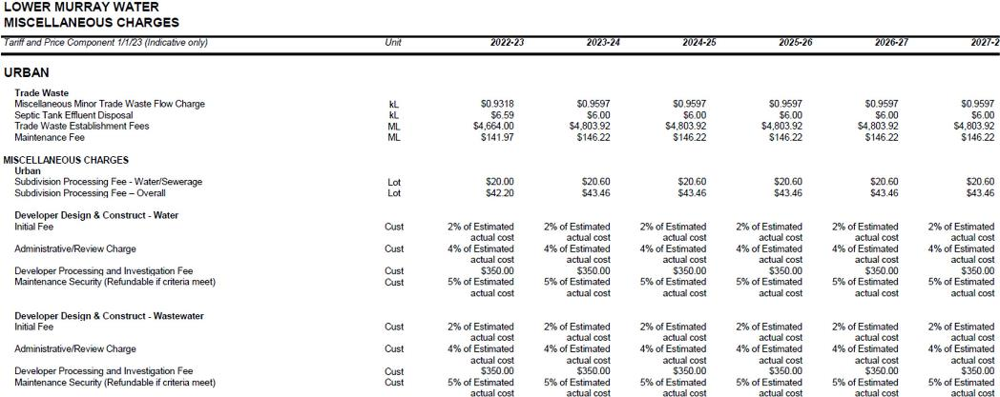 LOWER MURRAY WATER
MISCELLANEOUS CHARGES
Tariff and Price Component 1/1/23 (Indicative only) Unit 2022-23 2023-24 2024-25 2025-26 2026-27 2027-2
URBAN
Trade Waste
Miscellaneous Minor Trade Waste Flow Charge kL $0.9318 $0.9597 $0.9597 $0.9597 $0.9597 $0.9597
Septic Tank Effluent Disposal kL $6.59 $6.00 $6.00 $6.00 $6.00 $6.00
Trade Waste Establishment Fees ML $4,664.00 $4,803.92 $4,803.92 $4,803.92 $4,803.92 $4,803.92
Maintenance Fee ML $141.97 $146.22 $146.22 $146.22 $146.22 $146.22
MISCELLANEOUS CHARGES
Urban
Subdivision Processing Fee - Water/Sewerage Lot $20.00 $20.60 $20.60 $20.60 $20.60 $20.60
Subdivision Processing Fee – Overall Lot $42.20 $43.46 $43.46 $43.46 $43.46 $43.46
Developer Design & Construct - Water
Initial Fee Cust 2% of Estimated 2% of Estimated 2% of Estimated 2% of Estimated 2% of Estimated 2% of Estimated
actual cost actual cost actual cost actual cost actual cost actual cost
Administrative/Review Charge Cust 4% of Estimated 4% of Estimated 4% of Estimated 4% of Estimated 4% of Estimated 4% of Estimated
actual cost actual cost actual cost actual cost actual cost actual cost
Developer Processing and Investigation Fee Cust $350.00 $350.00 $350.00 $350.00 $350.00 $350.00
Maintenance Security (Refundable if criteria meet) Cust 5% of Estimated 5% of Estimated 5% of Estimated 5% of Estimated 5% of Estimated 5% of Estimated
actual cost actual cost actual cost actual cost actual cost actual cost
Developer Design & Construct - Wastewater
Initial Fee Cust 2% of Estimated 2% of Estimated 2% of Estimated 2% of Estimated 2% of Estimated 2% of Estimated
actual cost actual cost actual cost actual cost actual cost actual cost
Administrative/Review Charge Cust 4% of Estimated 4% of Estimated 4% of Estimated 4% of Estimated 4% of Estimated 4% of Estimated
actual cost actual cost actual cost actual cost actual cost actual cost
Developer Processing and Investigation Fee Cust $350.00 $350.00 $350.00 $350.00 $350.00 $350.00
Maintenance Security (Refundable if criteria meet) Cust 5% of Estimated 5% of Estimated 5% of Estimated 5% of Estimated 5% of Estimated 5% of Estimated
actual cost actual cost actual cost actual cost actual cost actual cost